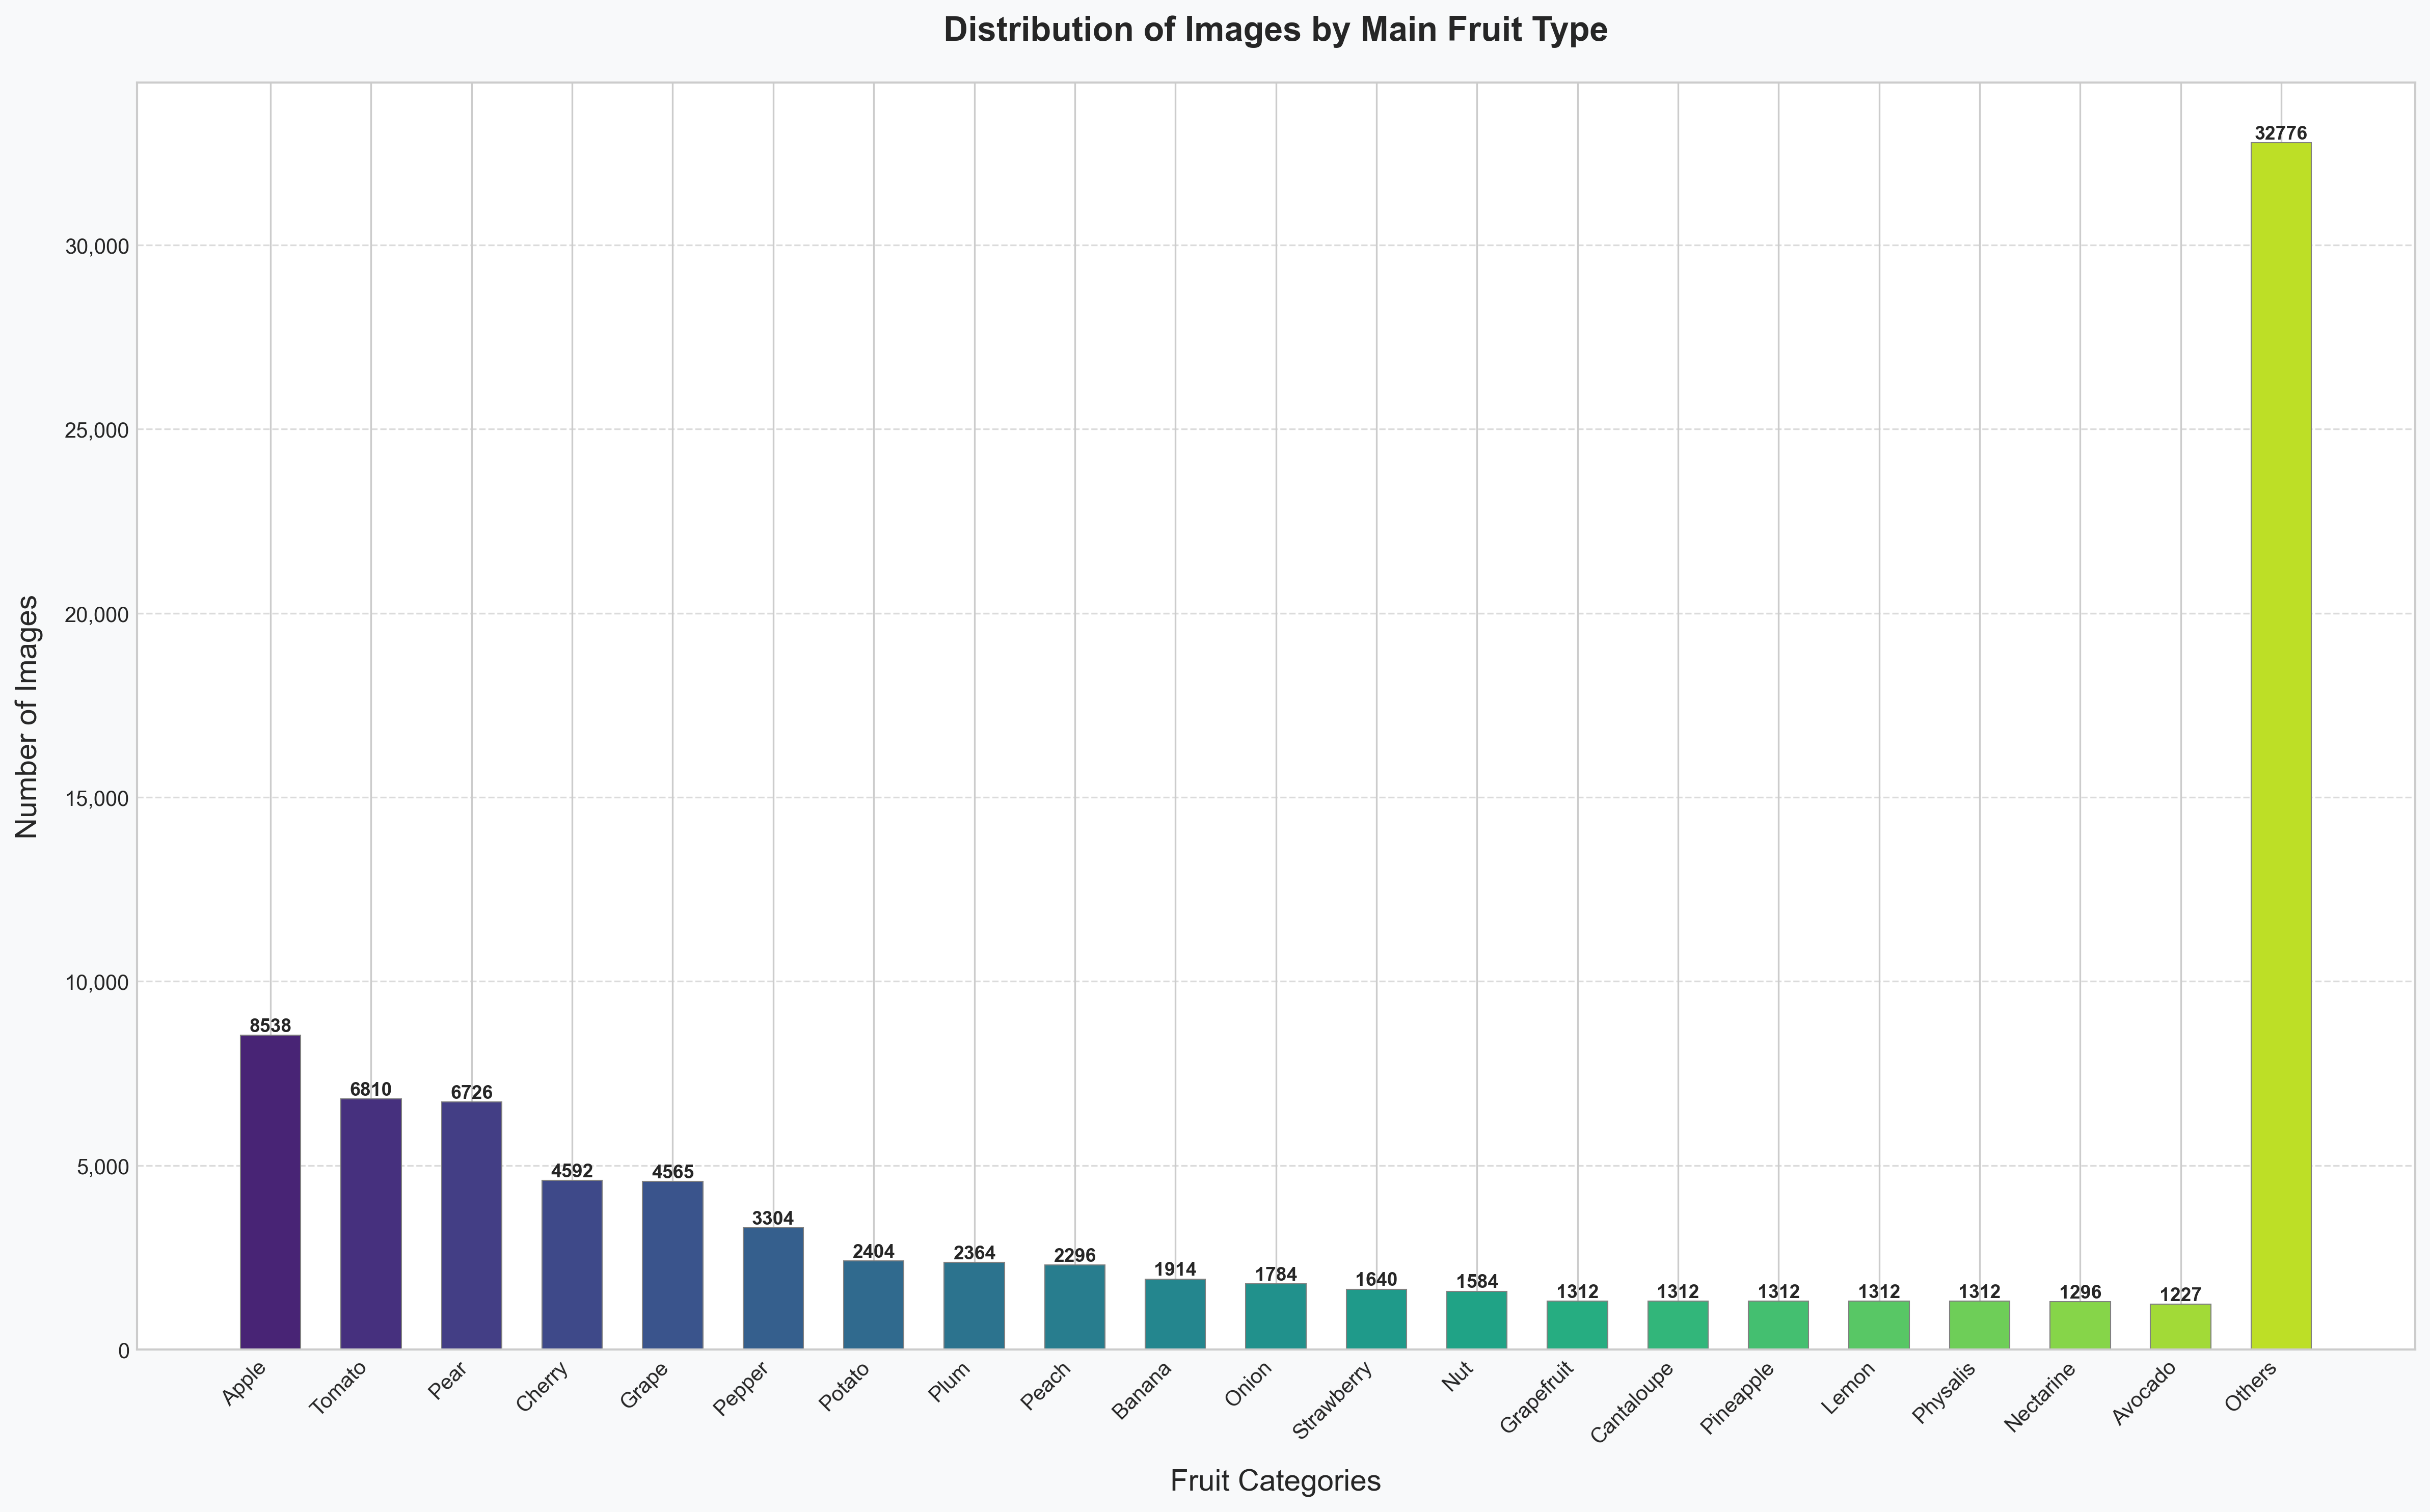 Distribution of Images by Main Fruit Type
Number of Images
30,000
25,000
20,000
15,000
10,000
5,000
0
32776
8538
6810
6726
4592
4565
3304
2404
2364
2296
1914
1784
1640
1584
1312
1312
1312
1312
1312
1296
1227
Apple
Tomato
Pear
Cherry
Grape
Pepper
Potato
Plum
Peach
Banana
Onion
Strawberry
Nut
Grapefruit
Cantaloupe
Pineapple
Lemon
Physalis
Nectarine
Avocado
Others
Fruit Categories